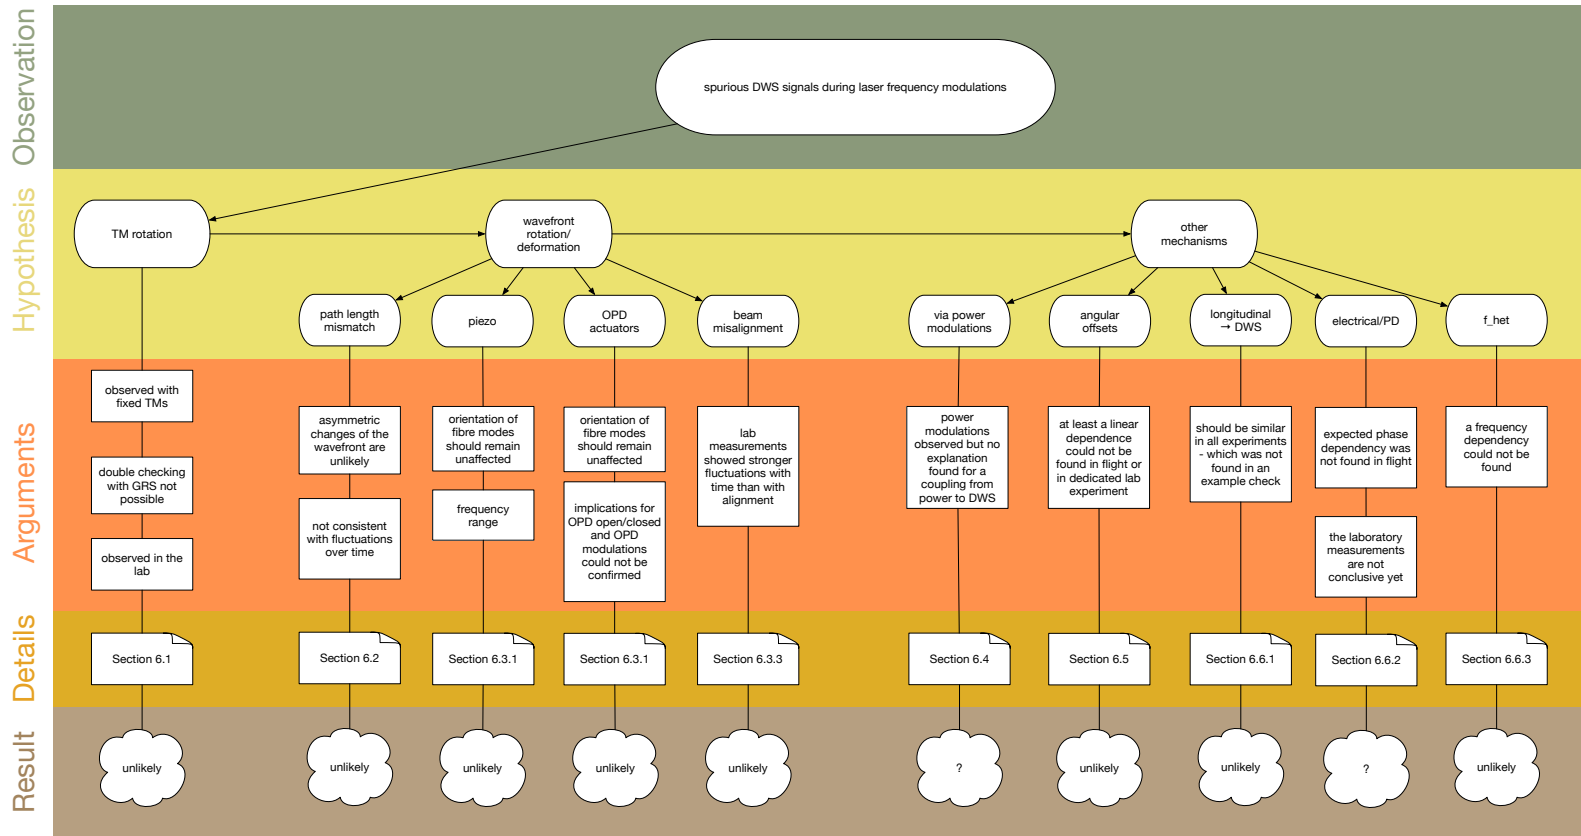 Observation
spurious DWS signals during laser frequency modulations
Hypothesis
TM rotation
wavefront
rotation/
deformation
other
mechanisms
path length
mismatch
piezo
OPD
actuators
beam
misalignment
via power
modulations
angular
offsets
longitudinal
→ DWS
electrical/PD
f_het
Arguments
observed with
fixed TMs
double checking
with GRS not
possible
observed in the
lab
asymmetric
changes of the
wavefront are
unlikely
not consistent
with fluctuations
over time
orientation of
fibre modes
should remain
unaffected
frequency
range
orientation of
fibre modes
should remain
unaffected
implications for
OPD open/closed
and OPD
modulations
could not be
confirmed
lab
measurements
showed stronger
fluctuations with
time than with
alignment
power
modulations
observed but no
explanation
found for a
coupling from
power to DWS
at least a linear
dependence
could not be
found in flight or
in dedicated lab
experiment
should be similar
in all experiments
- which was not
found in an
example check
expected phase
dependency was
not found in flight
the laboratory
measurements
are not
conclusive yet
a frequency
dependency
could not be
found
Details
Section 6.1
Section 6.2
Section 6.3.1
Section 6.3.1
Section 6.3.3
Section 6.4
Section 6.5
Section 6.6.1
Section 6.6.2
Section 6.6.3
Result
unlikely
unlikely
unlikely
unlikely
unlikely
?
unlikely
unlikely
?
unlikely